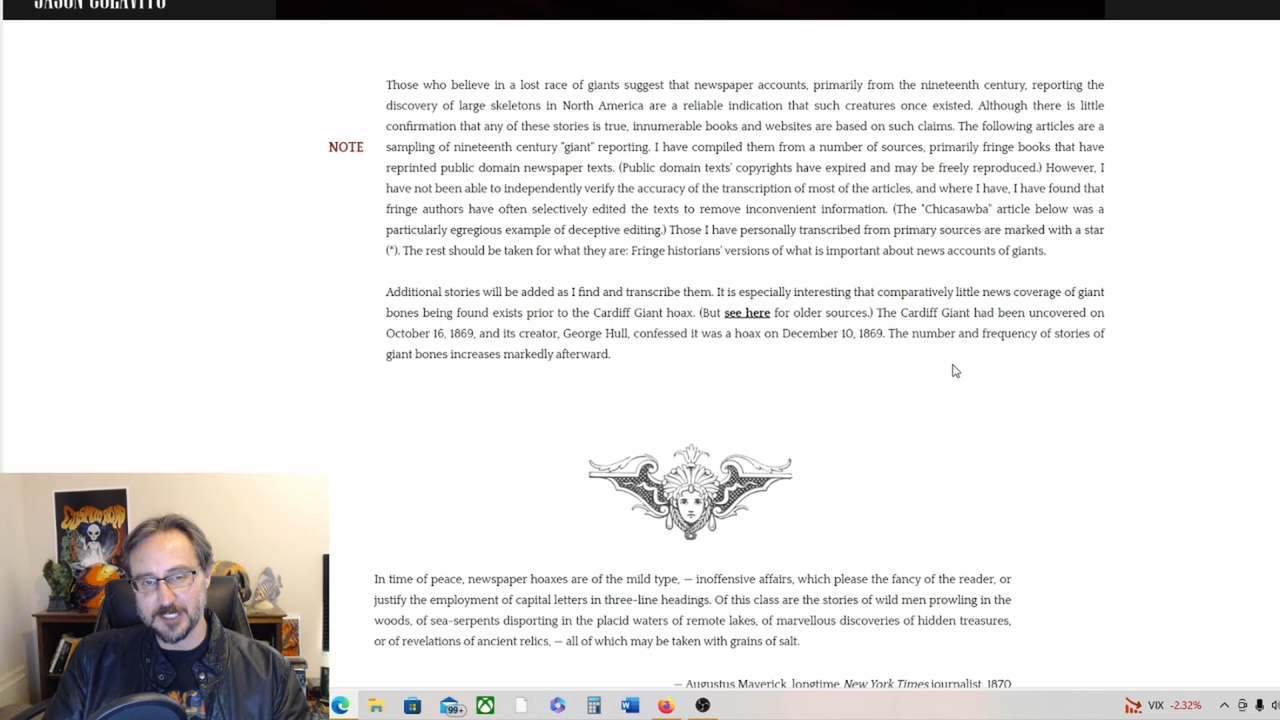 JASON COLAVITO
Those who believe in a lost race of giants suggest that newspaper accounts, primarily from the nineteenth century, reporting the
discovery of large skeletons in North America are a reliable indication that such creatures once existed. Although there is little
confirmation that any of these stories is true, innumerable books and websites are based on such claims. The following articles are a
NOTE
sampling of nineteenth century "giant" reporting. I have compiled them from a number of sources, primarily fringe books that have
reprinted public domain newspaper texts. (Public domain texts' copyrights have expired and may be freely reproduced.) However, I
have not been able to independently verify the accuracy of the transcription of most of the articles, and where I have, I have found that
fringe authors have often selectively edited the texts to remove inconvenient information. (The "Chicasawba" article below was a
particularly egregious example of deceptive editing.) Those I have personally transcribed from primary sources are marked with a star
(*). The rest should be taken for what they are: Fringe historians' versions of what is important about news accounts of giants.
Additional stories will be added as I find and transcribe them. It is especially interesting that comparatively little news coverage of giant
bones being found exists prior to the Cardiff Giant hoax. (But see here for older sources.) The Cardiff Giant had been uncovered on
October 16, 1869, and its creator, George Hull, confessed it was a hoax on December 10, 1869. The number and frequency of stories of
giant bones increases markedly afterward.
In time of peace, newspaper hoaxes are of the mild type, — inoffensive affairs, which please the fancy of the reader, or
justify the employment of capital letters in three-line headings. Of this class are the stories of wild men prowling in the
woods, of sea-serpents disporting in the placid waters of remote lakes, of marvellous discoveries of hidden treasures,
or of revelations of ancient relics, — all of which may be taken with grains of salt.
— Augustus Maverick, longtime New York Times journalist, 1870
99+
VIX -2.32%